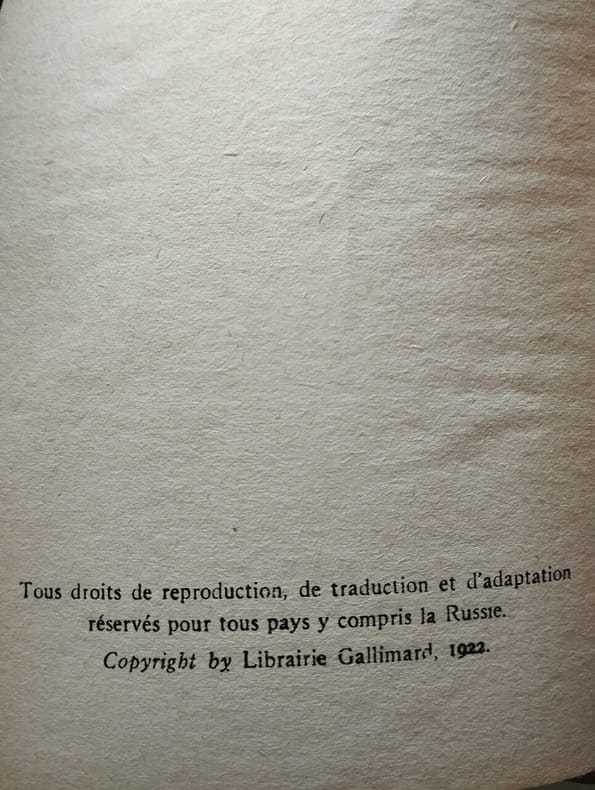 Tous droits de reproduction, de traduction et d'adaptation
réservés pour tous pays y compris la Russie.
Copyright by Librairie Gallimard, 1922.